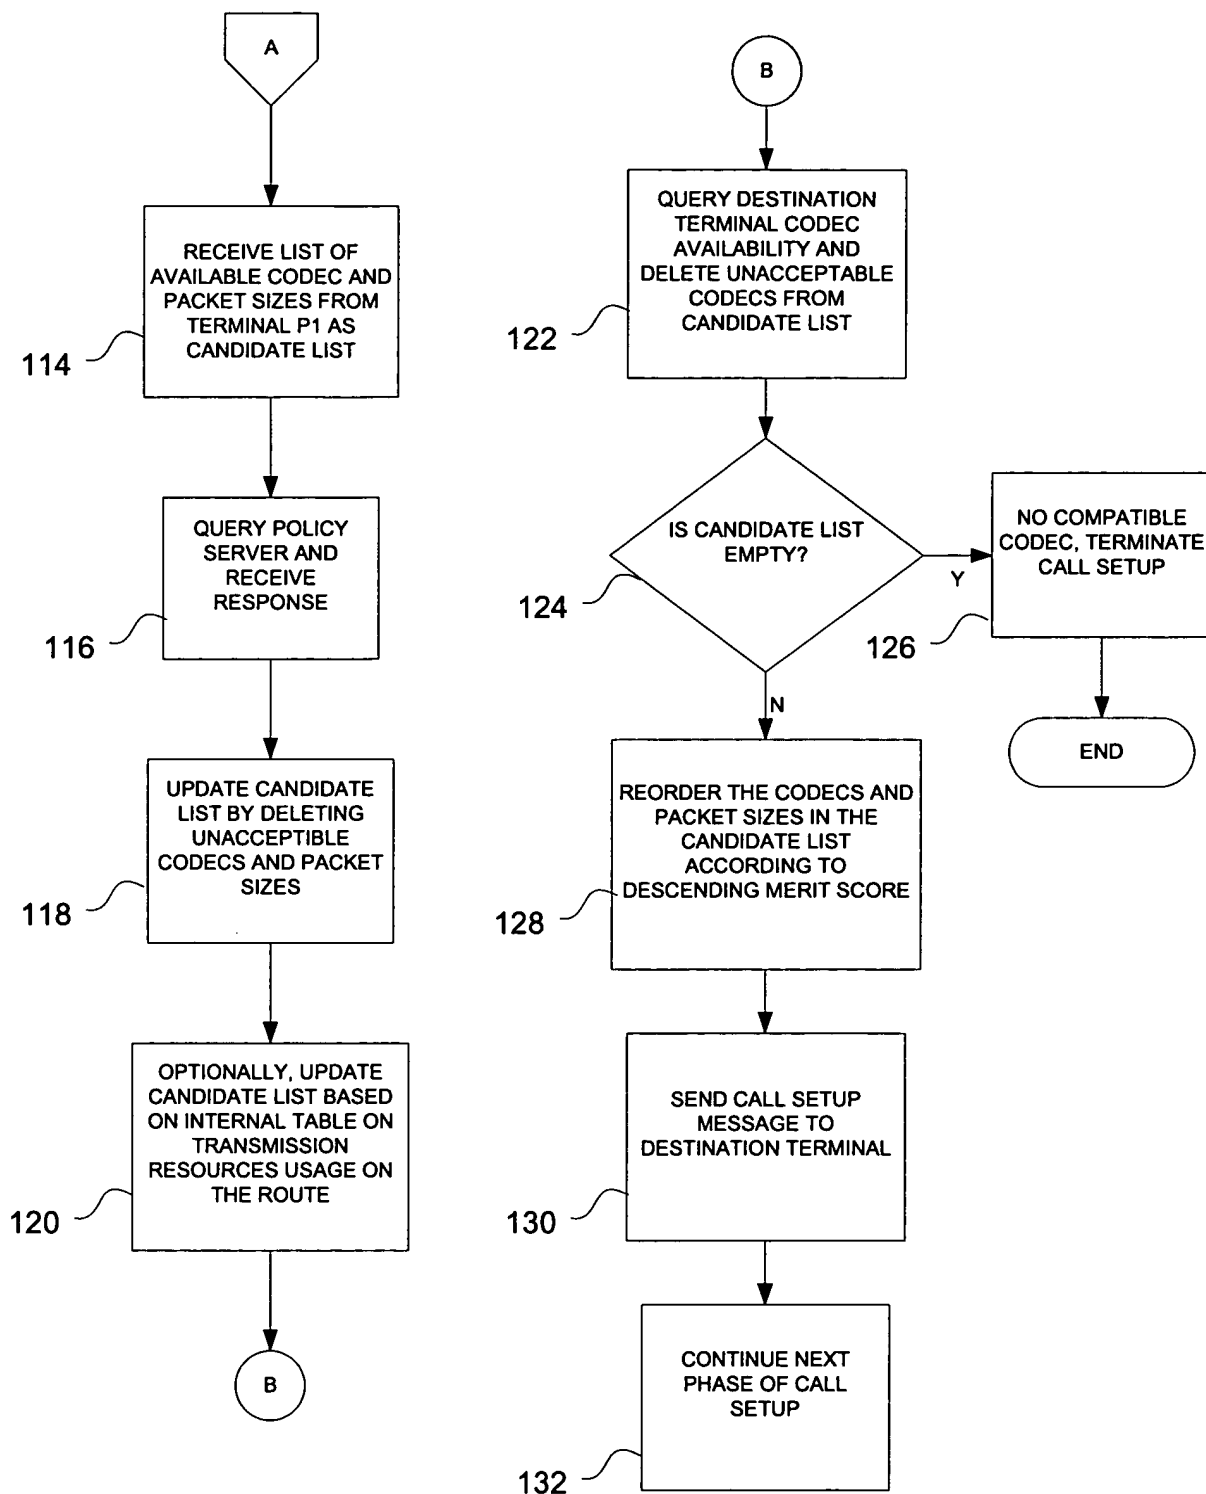 A
RECEIVE LIST OF
AVAILABLE CODEC AND
PACKET SIZES FROM
TERMINAL P1 AS
CANDIDATE LIST
114
QUERY POLICY
SERVER AND
RECEIVE
RESPONSE
116
UPDATE CANDIDATE
LIST BY DELETING
UNACCEPTIBLE
CODECS AND PACKET
SIZES
118
OPTIONALLY, UPDATE
CANDIDATE LIST BASED
ON INTERNAL TABLE ON
TRANSMISSION
RESOURCES USAGE ON
THE ROUTE
120
B
B
QUERY DESTINATION
TERMINAL CODEC
AVAILABILITY AND
DELETE UNACCEPTABLE
CODECS FROM
CANDIDATE LIST
122
IS CANDIDATE LIST
EMPTY?
124
Y
NO COMPATIBLE
CODEC, TERMINATE
CALL SETUP
126
END
N
REORDER THE CODECS AND
PACKET SIZES IN THE
CANDIDATE LIST
ACCORDING TO
DESCENDING MERIT SCORE
128
SEND CALL SETUP
MESSAGE TO
DESTINATION TERMINAL
130
CONTINUE NEXT
PHASE OF CALL
SETUP
132